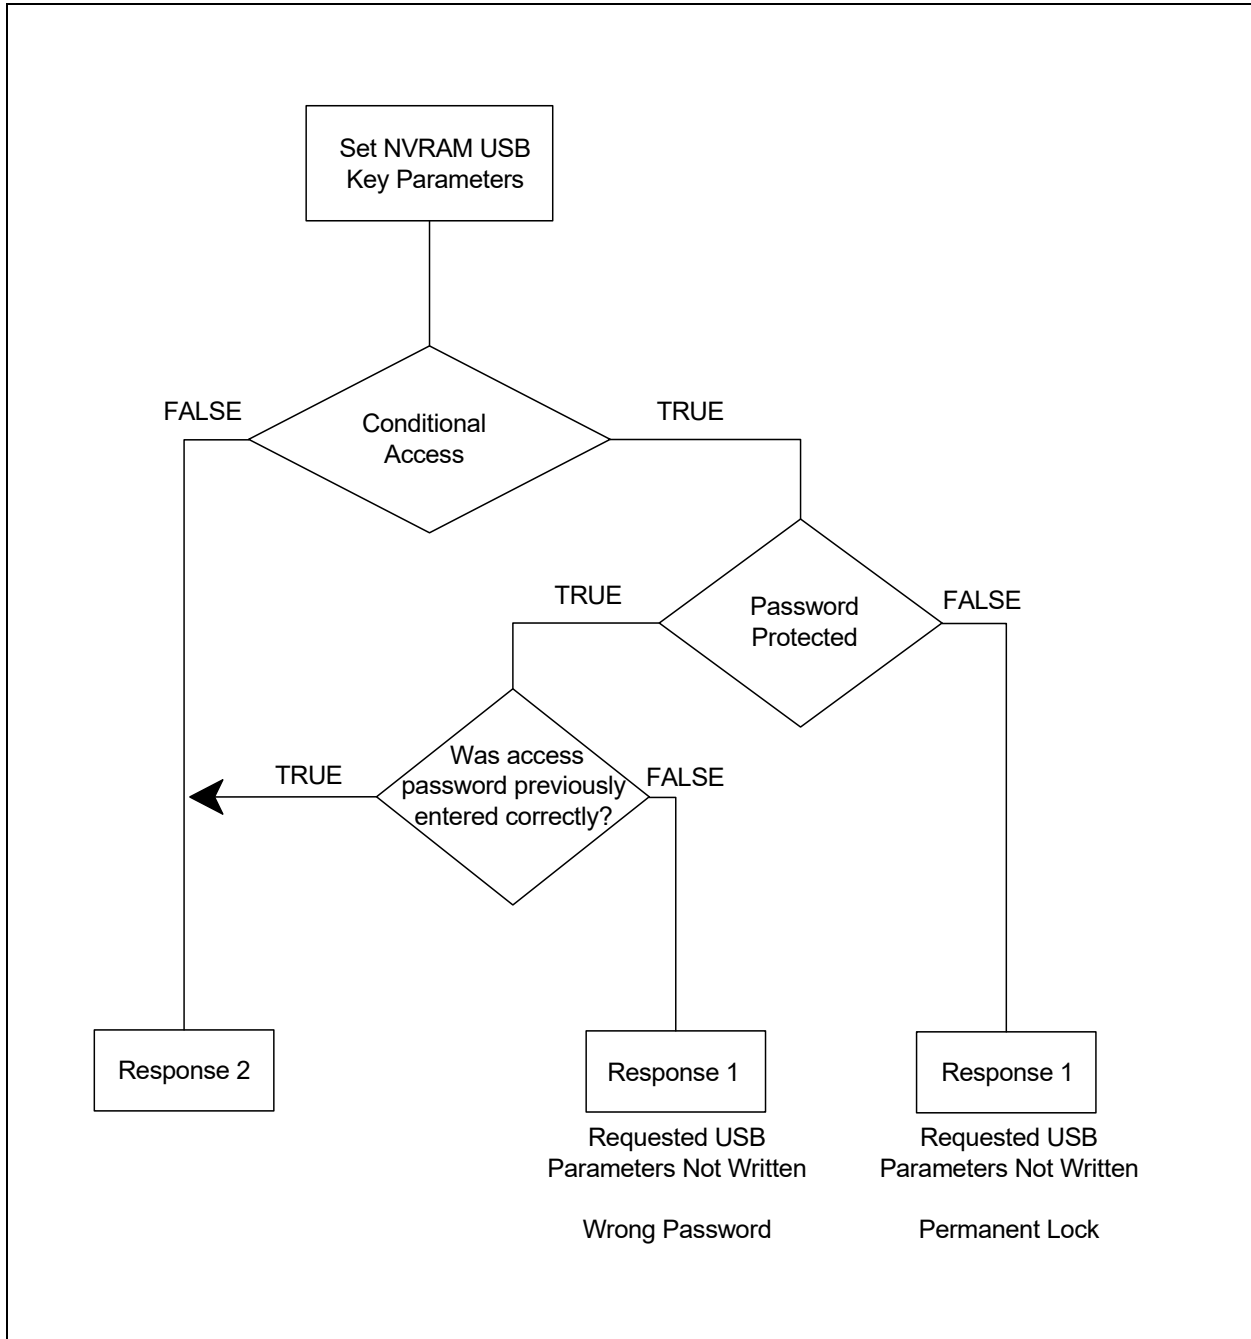 Set NVRAM USB
Key Parameters
FALSE
TRUE
Conditional
Access
TRUE
FALSE
Password
Protected
TRUE
FALSE
Was access
password previously
entered correctly?
Response 2
Response 1
Response 1
Requested USB
Parameters Not Written
Wrong Password
Requested USB
Parameters Not Written
Permanent Lock